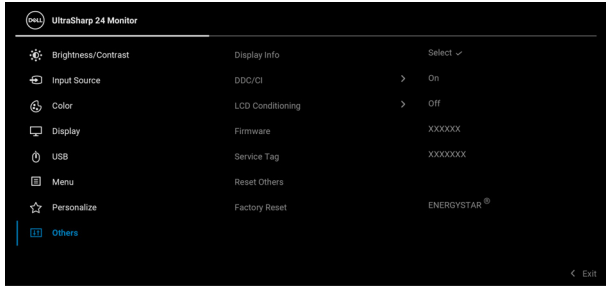 DELL UltraSharp 24 Monitor
Brightness/Contrast Display Info Select ✓
Input Source DDC/CI > On
Color LCD Conditioning > Off
Display Firmware XXXXXX
USB Service Tag XXXXXXX
Menu Reset Others
Personalize Factory Reset ENERGYSTAR ®
Others
< Exit